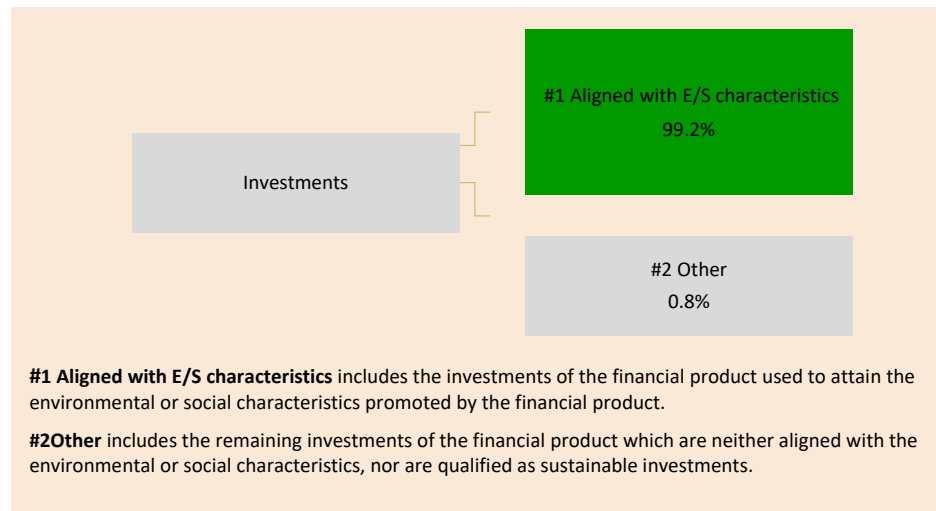 #1 Aligned with E/S characteristics
99.2%
Investments
#2 Other
0.8%
#1 Aligned with E/S characteristics includes the investments of the financial product used to attain the
environmental or social characteristics promoted by the financial product.
#2Other includes the remaining investments of the financial product which are neither aligned with the
environmental or social characteristics, nor are qualified as sustainable investments.